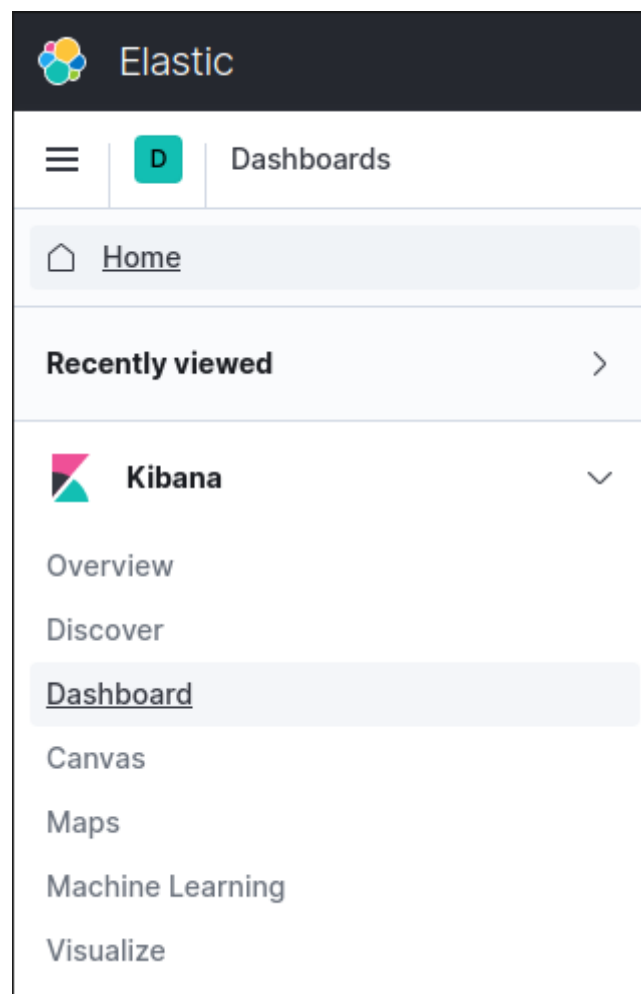 Elastic
D Dashboards
Home
Recently viewed
Kibana
Overview
Discover
Dashboard
Canvas
Maps
Machine Learning
Visualize